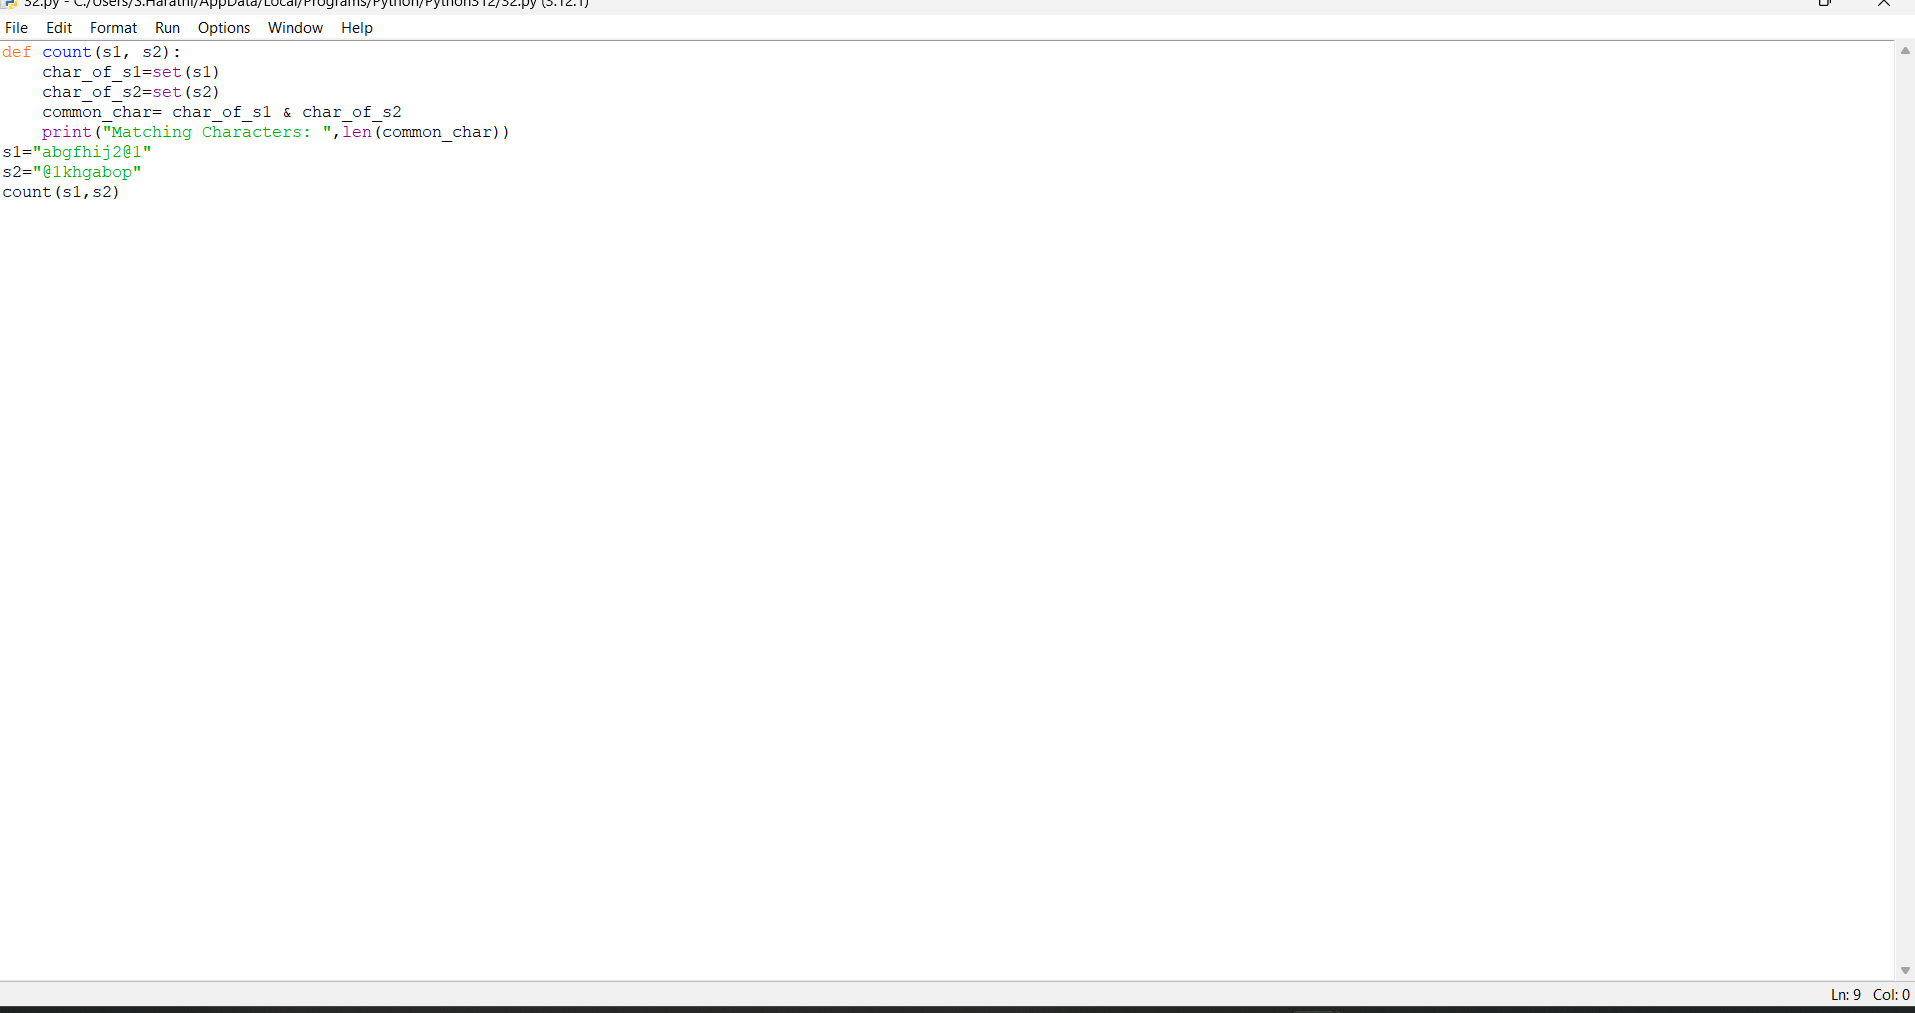 32.py - C:/Users/S.Harathi/AppData/Local/Programs/Python/Python312/32.py (3.12.1)
File Edit Format Run Options Window Help
def count(s1, s2):
    char_of_s1=set(s1)
    char_of_s2=set(s2)
    common_char= char_of_s1 & char_of_s2
    print("Matching Characters: ",len(common_char))
s1="abgfhij2@1"
s2="@1khgabop"
count(s1,s2)
Ln: 9 Col: 0